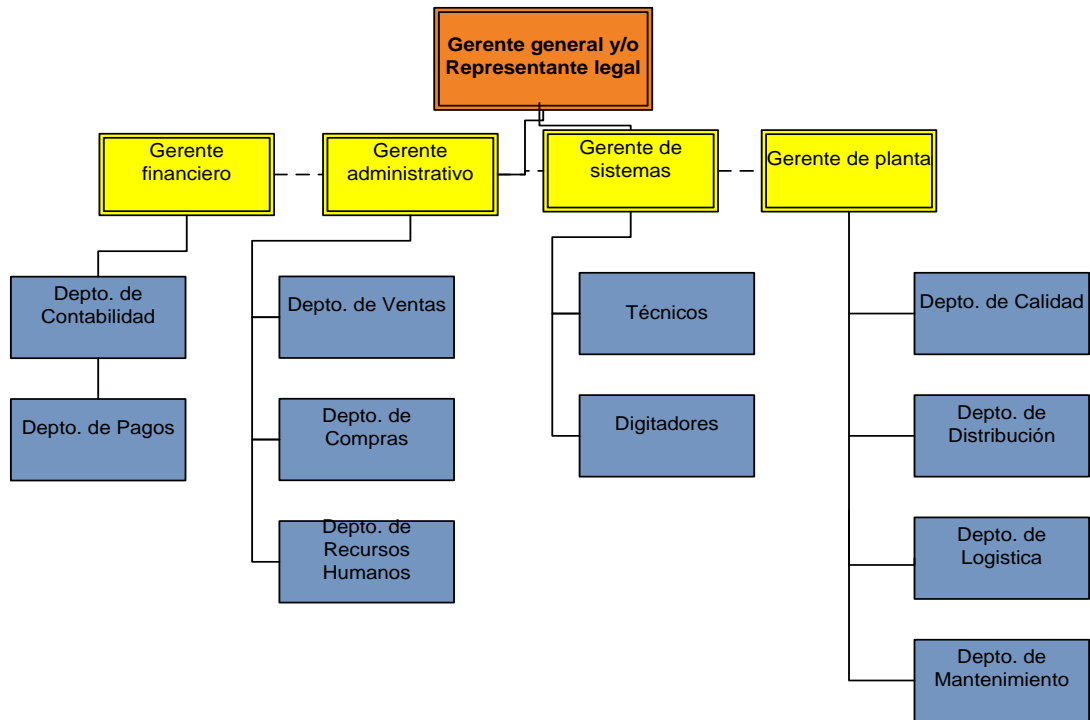 Gerente general y/o
Representante legal
Gerente
financiero
Gerente
administrativo
Gerente de
sistemas
Gerente de planta
Depto. de
Contabilidad
Depto. de Pagos
Depto. de Ventas
Depto. de
Compras
Depto. de
Recursos
Humanos
Técnicos
Digitadores
Depto. de Calidad
Depto. de
Distribución
Depto. de
Logistica
Depto. de
Mantenimiento